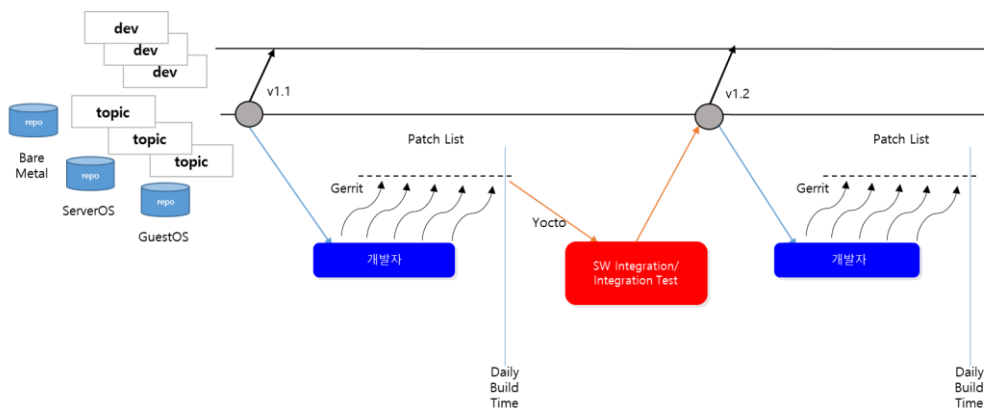 dev
dev
dev
v1.1
v1.2
repo
topic
topic
topic
Bare
Metal
repo
ServerOS
repo
GuestOS
Patch List
Gerrit
개발자
Yocto
SW Integration/
Integration Test
Patch List
Gerrit
개발자
Daily
Build
Time
Daily
Build
Time